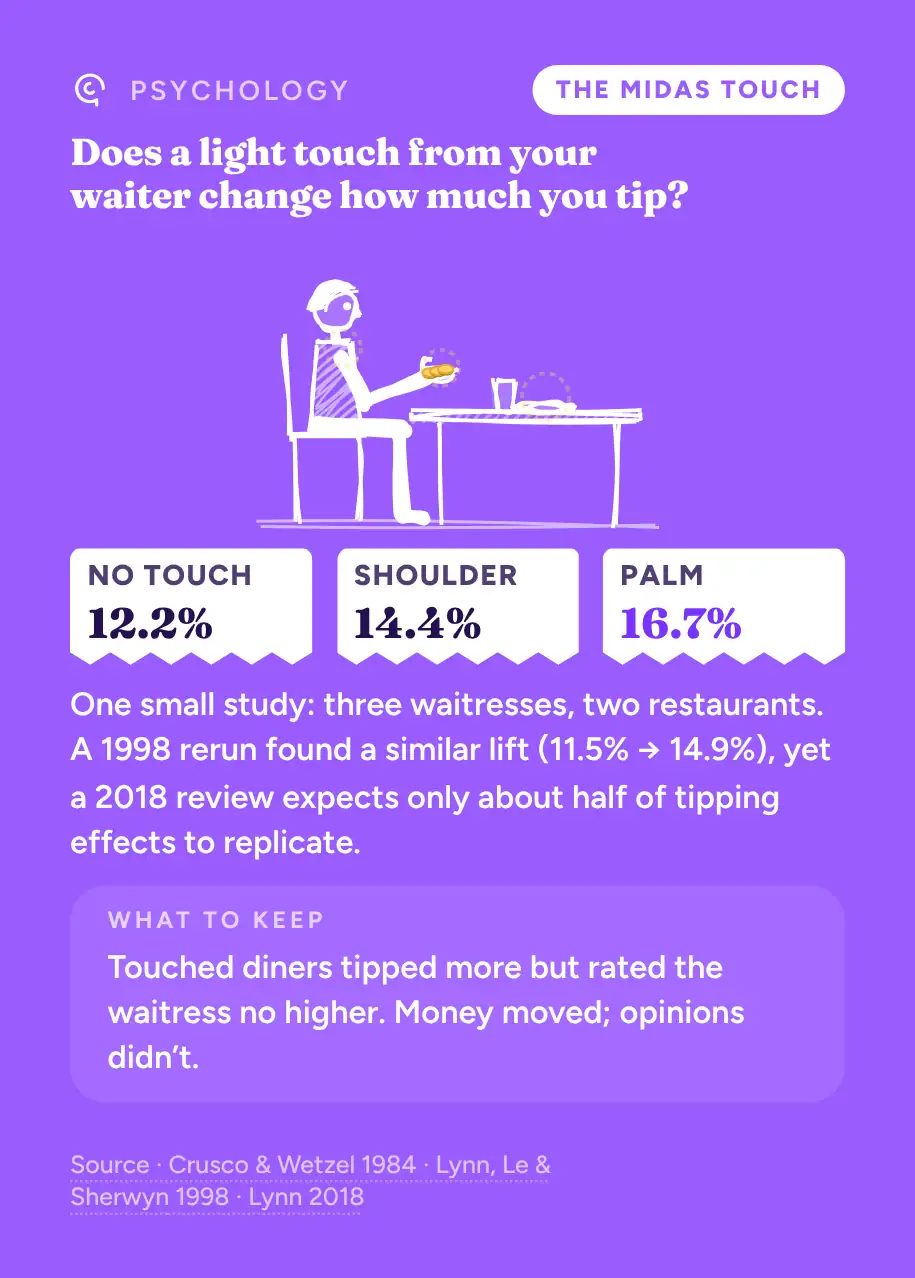 PSYCHOLOGY
THE MIDAS TOUCH
Does a light touch from your
waiter change how much you tip?
NO TOUCH
12.2%
SHOULDER
14.4%
PALM
16.7%
One small study: three waitresses, two restaurants.
A 1998 rerun found a similar lift (11.5% → 14.9%), yet
a 2018 review expects only about half of tipping
effects to replicate.
WHAT TO KEEP
Touched diners tipped more but rated the
waitress no higher. Money moved; opinions
didn’t.
Source · Crusco & Wetzel 1984 · Lynn, Le &
Sherwyn 1998 · Lynn 2018